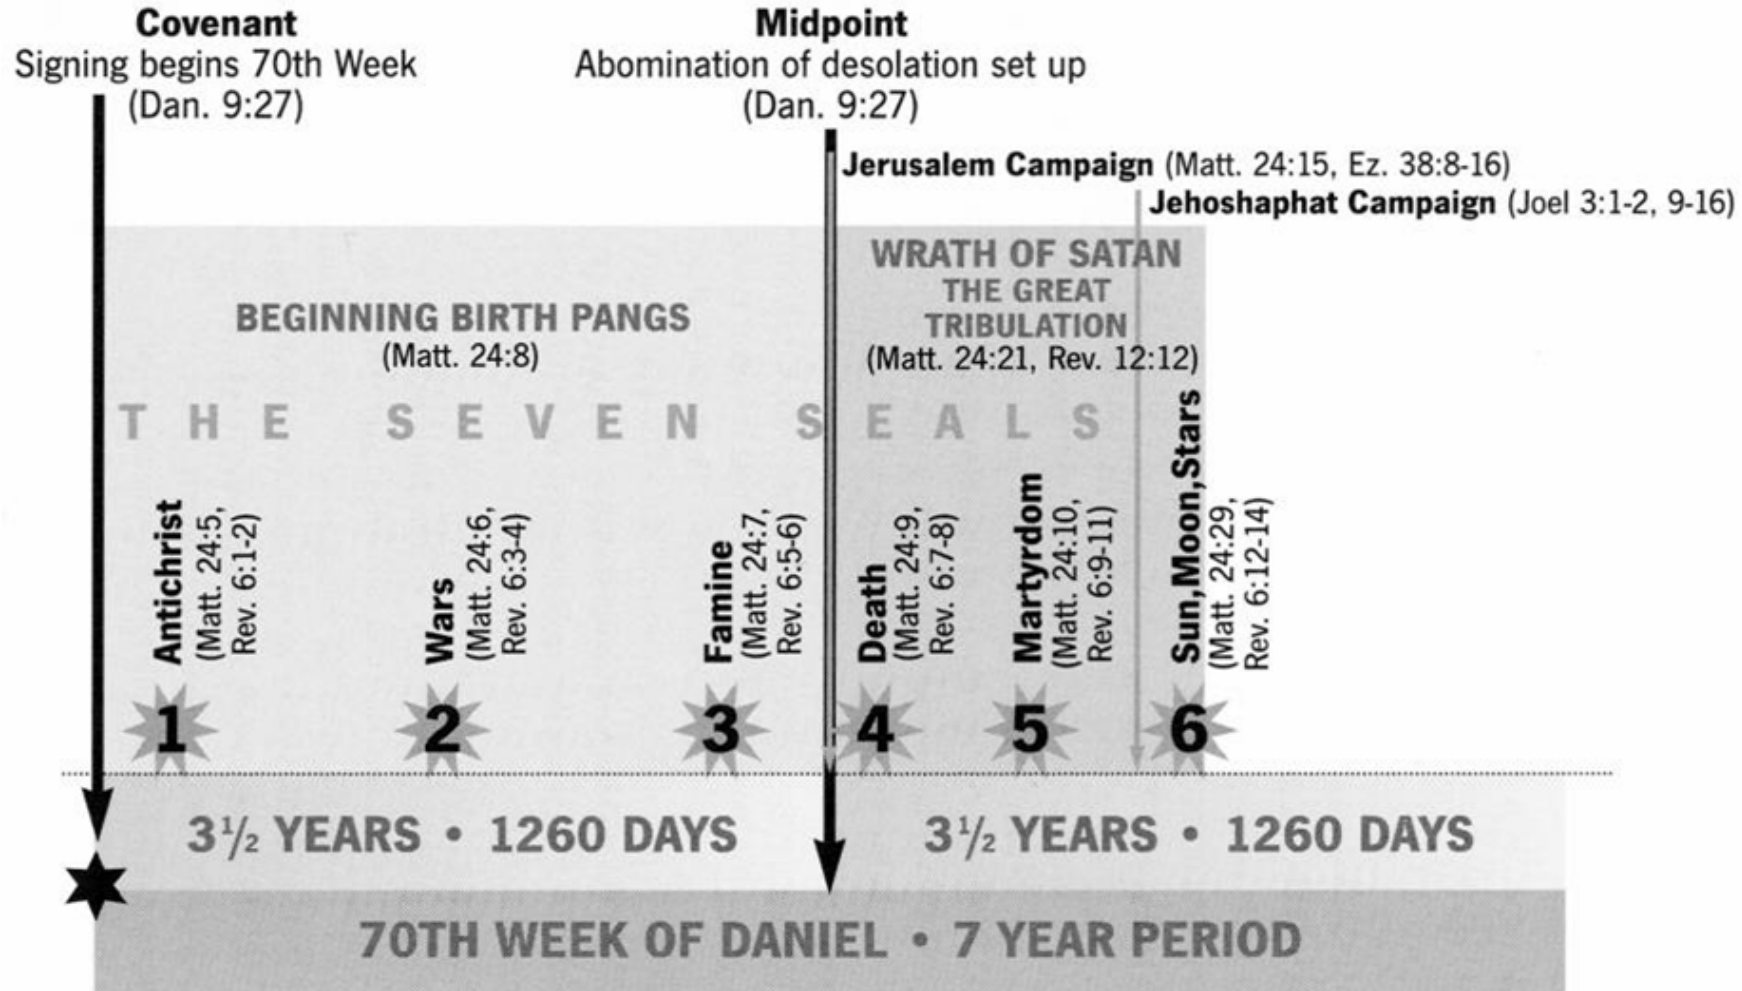 Covenant
Signing begins 70th Week
(Dan. 9:27)
Midpoint
Abomination of desolation set up
(Dan. 9:27)
Jerusalem Campaign (Matt. 24:15, Ez. 38:8-16)
Jehoshaphat Campaign (Joel 3:1-2, 9-16)
BEGINNING BIRTH PANGS
(Matt. 24:8)
WRATH OF SATAN
THE GREAT
TRIBULATION
(Matt. 24:21, Rev. 12:12)
THE SEVEN SEALS
Antichrist
(Matt. 24:5,
Rev. 6:1-2)
Wars
(Matt. 24:6,
Rev. 6:3-4)
Famine
(Matt. 24:7,
Rev. 6:5-6)
Death
(Matt. 24:9,
Rev. 6:7-8)
Martyrdom
(Matt. 24:10,
Rev. 6:9-11)
Sun,Moon,Stars
(Matt. 24:29,
Rev. 6:12-14)
1 2 3 4 5 6
3½ YEARS • 1260 DAYS
3½ YEARS • 1260 DAYS
70TH WEEK OF DANIEL • 7 YEAR PERIOD